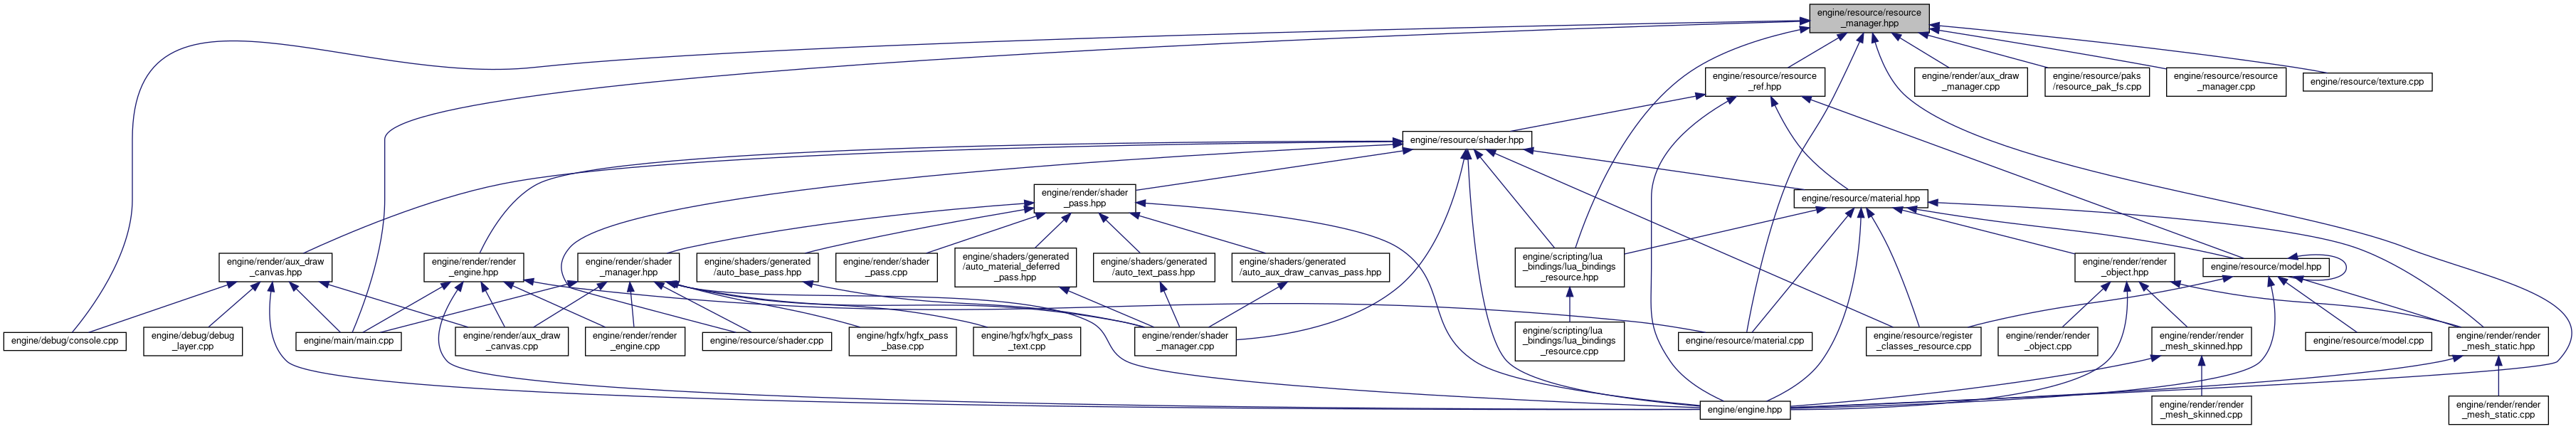 engine/resource/resource
_manager.hpp
engine/resource/resource
_ref.hpp
engine/render/aux_draw
_manager.cpp
engine/resource/paks
/resource_pak_fs.cpp
engine/resource/resource
_manager.cpp
engine/resource/texture.cpp
engine/resource/shader.hpp
engine/render/shader
_pass.hpp
engine/resource/material.hpp
engine/render/aux_draw
_canvas.hpp
engine/render/render
_engine.hpp
engine/render/shader
_manager.hpp
engine/shaders/generated
/auto_base_pass.hpp
engine/render/shader
_pass.cpp
engine/shaders/generated
/auto_material_deferred
_pass.hpp
engine/shaders/generated
/auto_text_pass.hpp
engine/shaders/generated
/auto_aux_draw_canvas_pass.hpp
engine/scripting/lua
_bindings/lua_bindings
_resource.hpp
engine/render/render
_object.hpp
engine/resource/model.hpp
engine/debug/console.cpp
engine/debug/debug
_layer.cpp
engine/main/main.cpp
engine/render/aux_draw
_canvas.cpp
engine/render/render
_engine.cpp
engine/resource/shader.cpp
engine/hgfx/hgfx_pass
_base.cpp
engine/hgfx/hgfx_pass
_text.cpp
engine/render/shader
_manager.cpp
engine/scripting/lua
_bindings/lua_bindings
_resource.cpp
engine/resource/material.cpp
engine/resource/register
_classes_resource.cpp
engine/render/render
_object.cpp
engine/render/render
_mesh_skinned.hpp
engine/resource/model.cpp
engine/render/render
_mesh_static.hpp
engine/engine.hpp
engine/render/render
_mesh_skinned.cpp
engine/render/render
_mesh_static.cpp